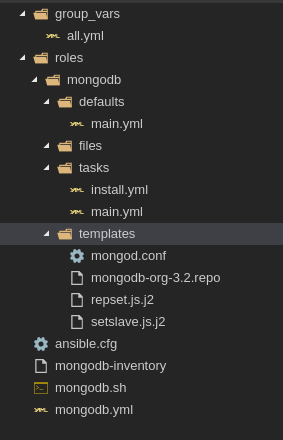 group_vars
all.yml
roles
mongodb
defaults
main.yml
files
tasks
install.yml
main.yml
templates
mongod.conf
mongodb-org-3.2.repo
repset.js.j2
setslave.js.j2
ansible.cfg
mongodb-inventory
mongodb.sh
mongodb.yml